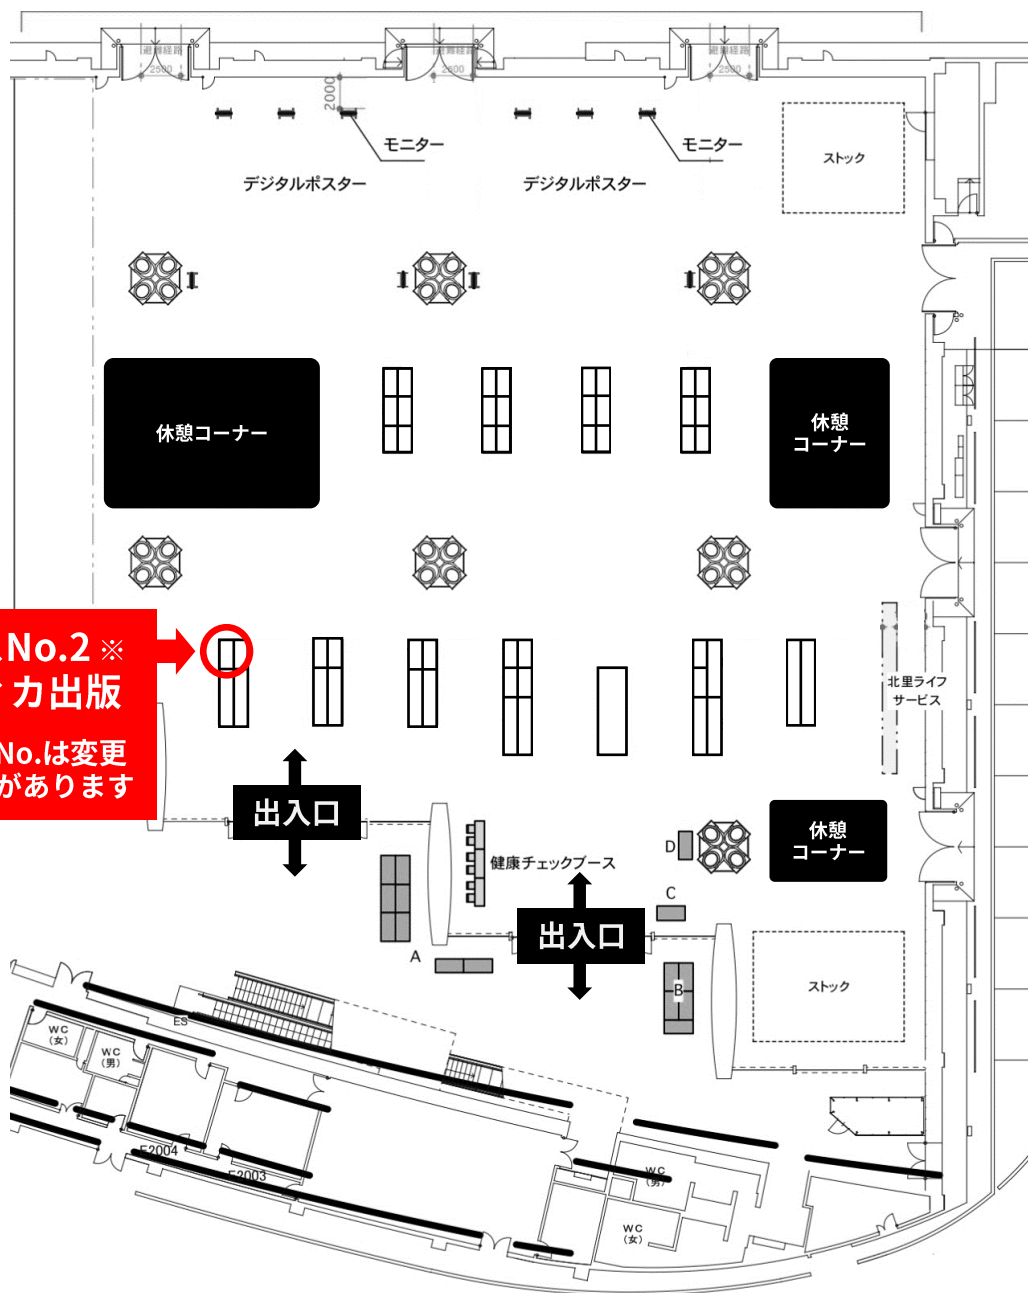 避難経路
2500
避難経路
2500
避難経路
2500
2000
モニター
モニター
デジタルポスター
デジタルポスター
ストック
休憩コーナー
休憩
コーナー
No.2 ※
カ出版
No.は変更
があります
北里ライフ
サービス
出入口
休憩
コーナー
健康チェックブース
D
C
出入口
A
B
ストック
ES
WC
(女)
WC
(男)
E2004
E2003
WC
(男)
WC
(女)